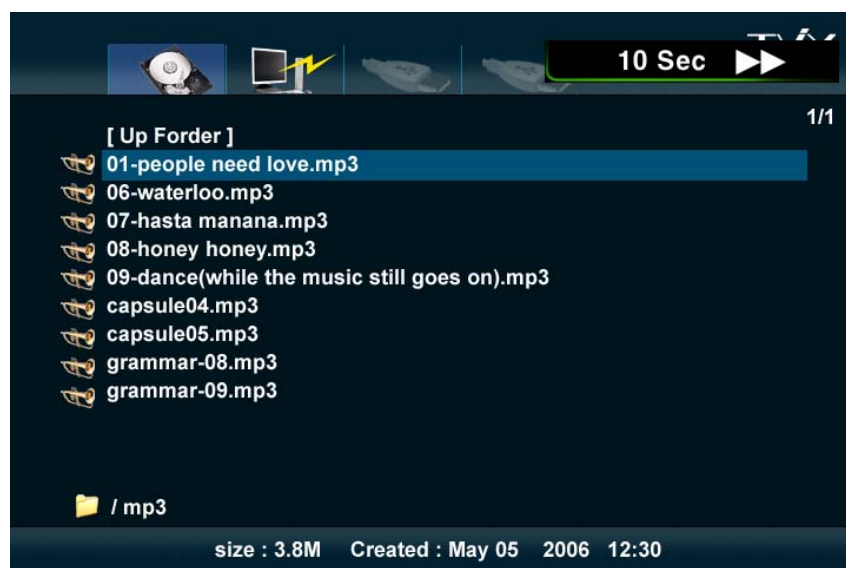 10 Sec
1/1
[ Up Forder ]
01-people need love.mp3
06-waterloo.mp3
07-hasta manana.mp3
08-honey honey.mp3
09-dance(while the music still goes on).mp3
capsule04.mp3
capsule05.mp3
grammar-08.mp3
grammar-09.mp3
/ mp3
size : 3.8M Created : May 05 2006 12:30